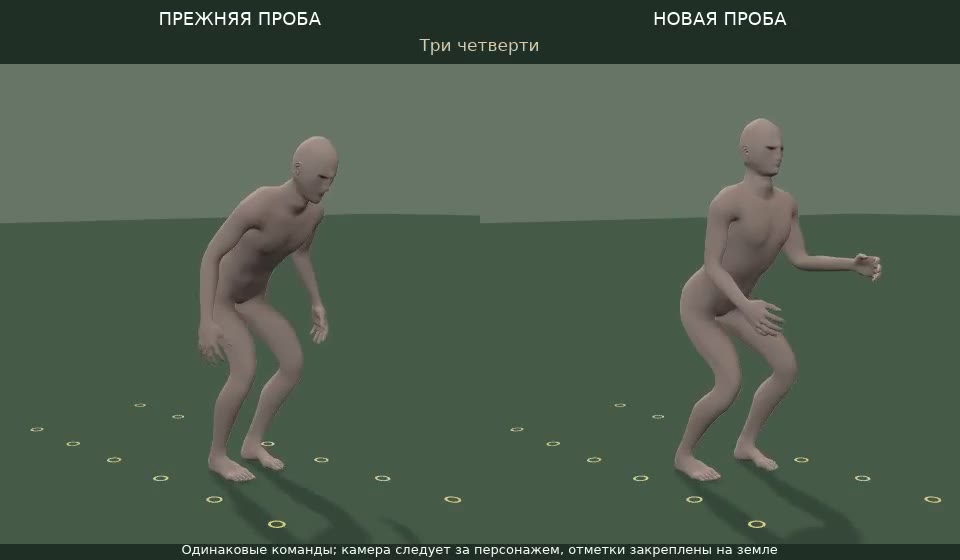 ПРЕЖНЯЯ ПРОБА
НОВАЯ ПРОБА
Три четверти
Одинаковые команды; камера следует за персонажем, отметки закреплены на земле